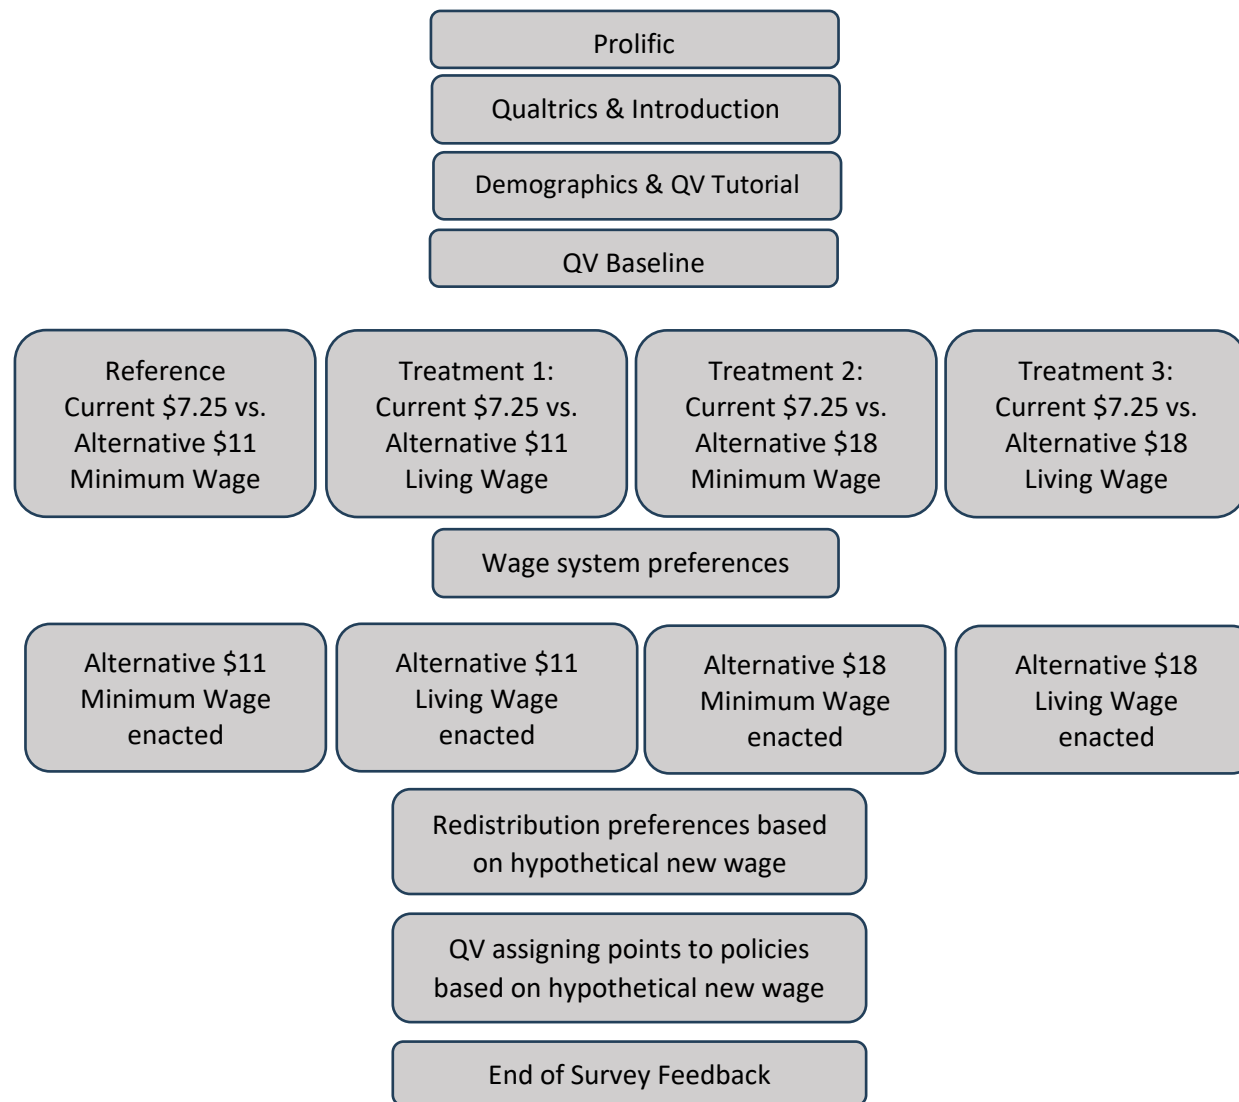 Prolific
Qualtrics & Introduction
Demographics & QV Tutorial
QV Baseline
Reference
Current $7.25 vs.
Alternative $11
Minimum Wage
Treatment 1:
Current $7.25 vs.
Alternative $11
Living Wage
Treatment 2:
Current $7.25 vs.
Alternative $18
Minimum Wage
Treatment 3:
Current $7.25 vs.
Alternative $18
Living Wage
Wage system preferences
Alternative $11
Minimum Wage
enacted
Alternative $11
Living Wage
enacted
Alternative $18
Minimum Wage
enacted
Alternative $18
Living Wage
enacted
Redistribution preferences based
on hypothetical new wage
QV assigning points to policies
based on hypothetical new wage
End of Survey Feedback